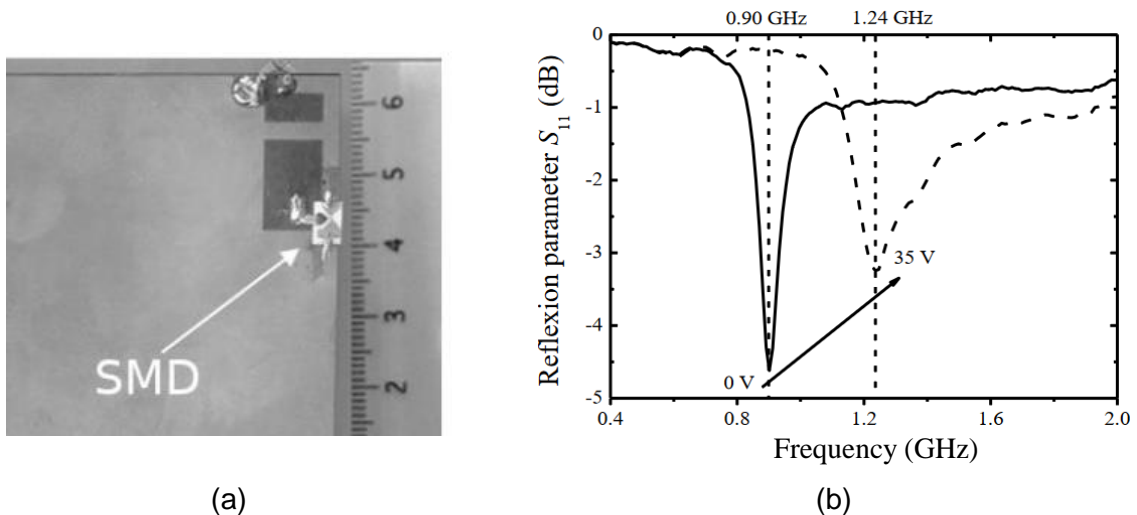 6
5
4
3
2
SMD
(a)
0.90 GHz
1.24 GHz
0
-1
-2
-3
-4
-5
Reflexion parameter S11 (dB)
35 V
0 V
0.4
0.8
1.2
1.6
2.0
Frequency (GHz)
(b)